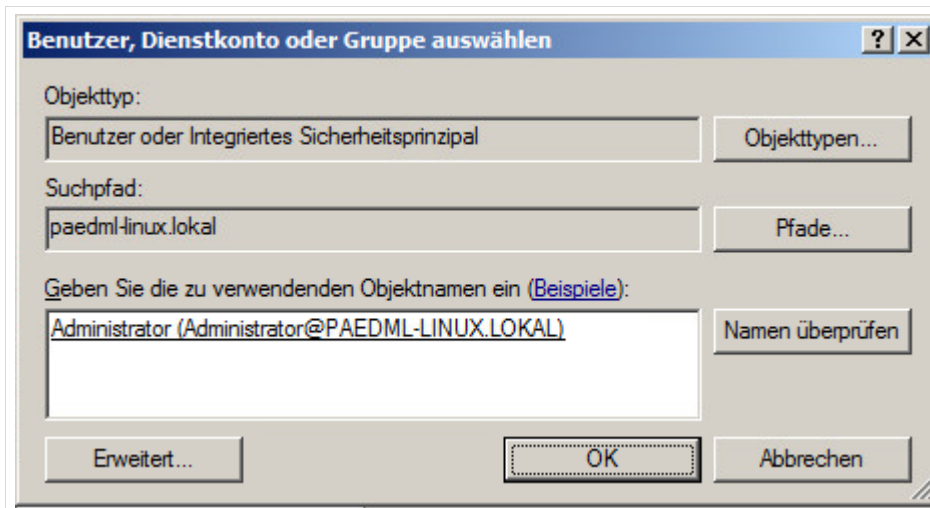 Benutzer, Dienstkonto oder Gruppe auswählen
Objekttyp:
Benutzer oder Integriertes Sicherheitsprinzipal
Objekttypen...
Suchpfad:
paedml-linux.lokal
Pfade...
Geben Sie die zu verwendenden Objektnamen ein (Beispiele):
Administrator (Administrator@PAEDML-LINUX.LOKAL)
Namen überprüfen
Erweitert...
OK
Abbrechen